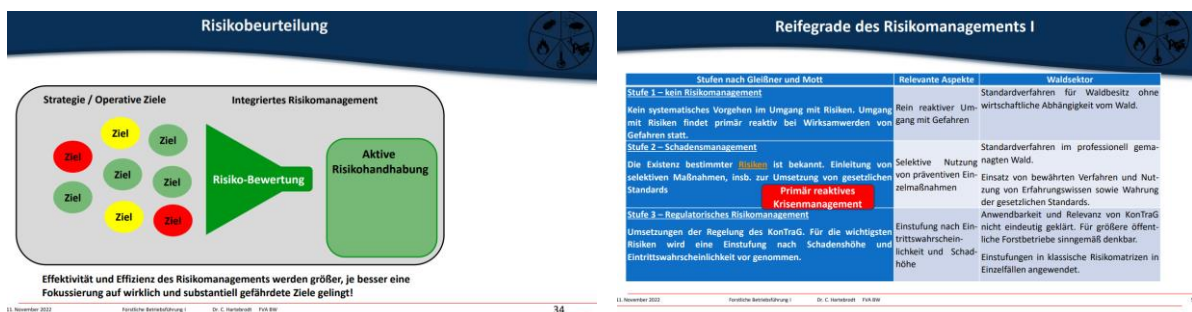 Risikobeurteilung
Strategie / Operative Ziele
Integriertes Risikomanagement
Ziel
Ziel
Ziel
Ziel
Ziel
Ziel
Ziel
Ziel
Ziel
Risiko-Bewertung
Aktive
Risikohandhabung
Effektivität und Effizienz des Risikomanagements werden größer, je besser eine
Fokussierung auf wirklich und substantiell gefährdete Ziele gelingt!
11. November 2022
Forstliche Betriebsführung I
Dr. C. Hartebrodt FVA BW
34
Reifegrade des Risikomanagements I
Stufen nach Gleißner und Mott
Relevante Aspekte
Waldsektor
Stufe 1 – kein Risikomanagement
Kein systematisches Vorgehen im Umgang mit Risiken. Umgang
mit Risiken findet primär reaktiv bei Wirksamwerden von
Gefahren statt.
Rein reaktiver Um-
gang mit Gefahren
Standardverfahren für Waldbesitz ohne
wirtschaftliche Abhängigkeit vom Wald.
Stufe 2 – Schadensmanagement
Die Existenz bestimmter Risiken ist bekannt. Einleitung von
selektiven Maßnahmen, insb. zur Umsetzung von gesetzlichen
Standards
Primär reaktives
Krisenmanagement
Selektive Nutzung
von präventiven Ein-
zelmaßnahmen
Standardverfahren im professionell gema-
nagten Wald.
Einsatz von bewährten Verfahren und Nut-
zung von Erfahrungswissen sowie Wahrung
der gesetzlichen Standards.
Stufe 3 – Regulatorisches Risikomanagement
Umsetzungen der Regelung des KonTraG. Für die wichtigsten
Risiken wird eine Einstufung nach Schadenshöhe und
Eintrittswahrscheinlichkeit vor genommen.
Einstufung nach Ein-
trittswahrschein-
lichkeit und Schad-
höhe
Anwendbarkeit und Relevanz von KonTraG
nicht eindeutig geklärt. Für größere öffent-
liche Forstbetriebe sinngemäß denkbar.
Einstufungen in klassische Risikomatrizen in
Einzelfällen angewendet.
11. November 2022
Forstliche Betriebsführung I
Dr. C. Hartebrodt FVA BW